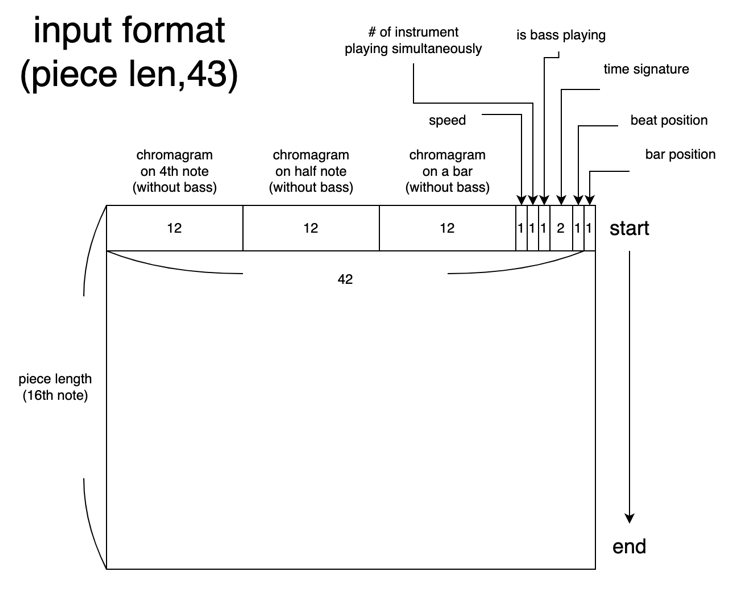 input format
(piece len,43)
# of instrument
playing simultaneously
is bass playing
time signature
speed
beat position
bar position
chromagram
on 4th note
(without bass)
chromagram
on half note
(without bass)
chromagram
on a bar
(without bass)
12
12
12
1
1
1
2
1
1
start
42
piece length
(16th note)
end